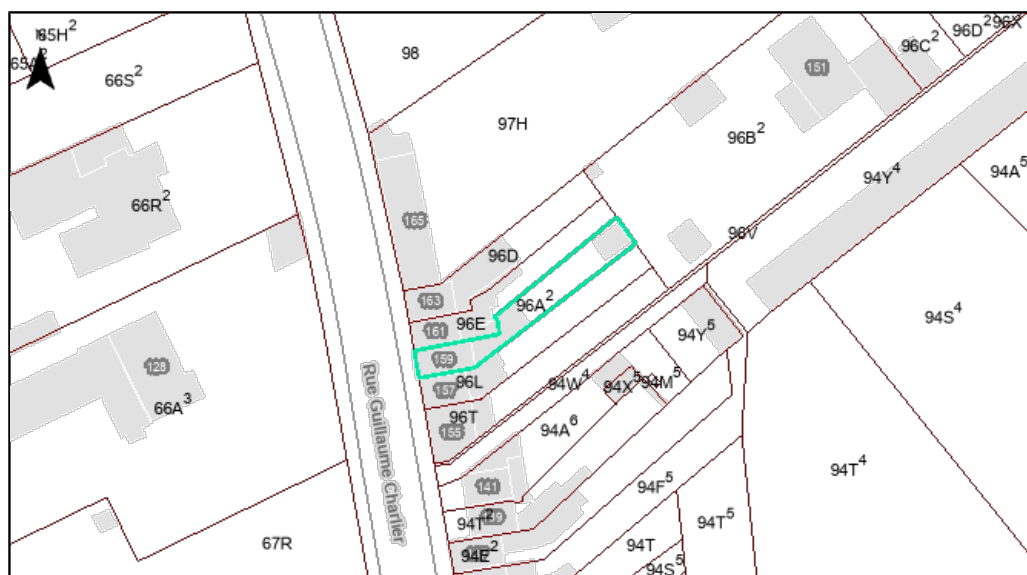 65H²
65A²
66S²
98
97H
96D²
96X
96C²
151
96B²
94Y⁴
94A⁵
66R²
165
96V
96D
163
96A²
161
96E
159
96L
157
96T
155
94S⁴
94Y⁵
94W⁴
94X⁵
94M⁵
94A⁶
128
66A³
Rue Guillaume Charlier
141
94T⁴
94F⁵
94T²
94T⁵
94E²
94T
94S⁵
67R